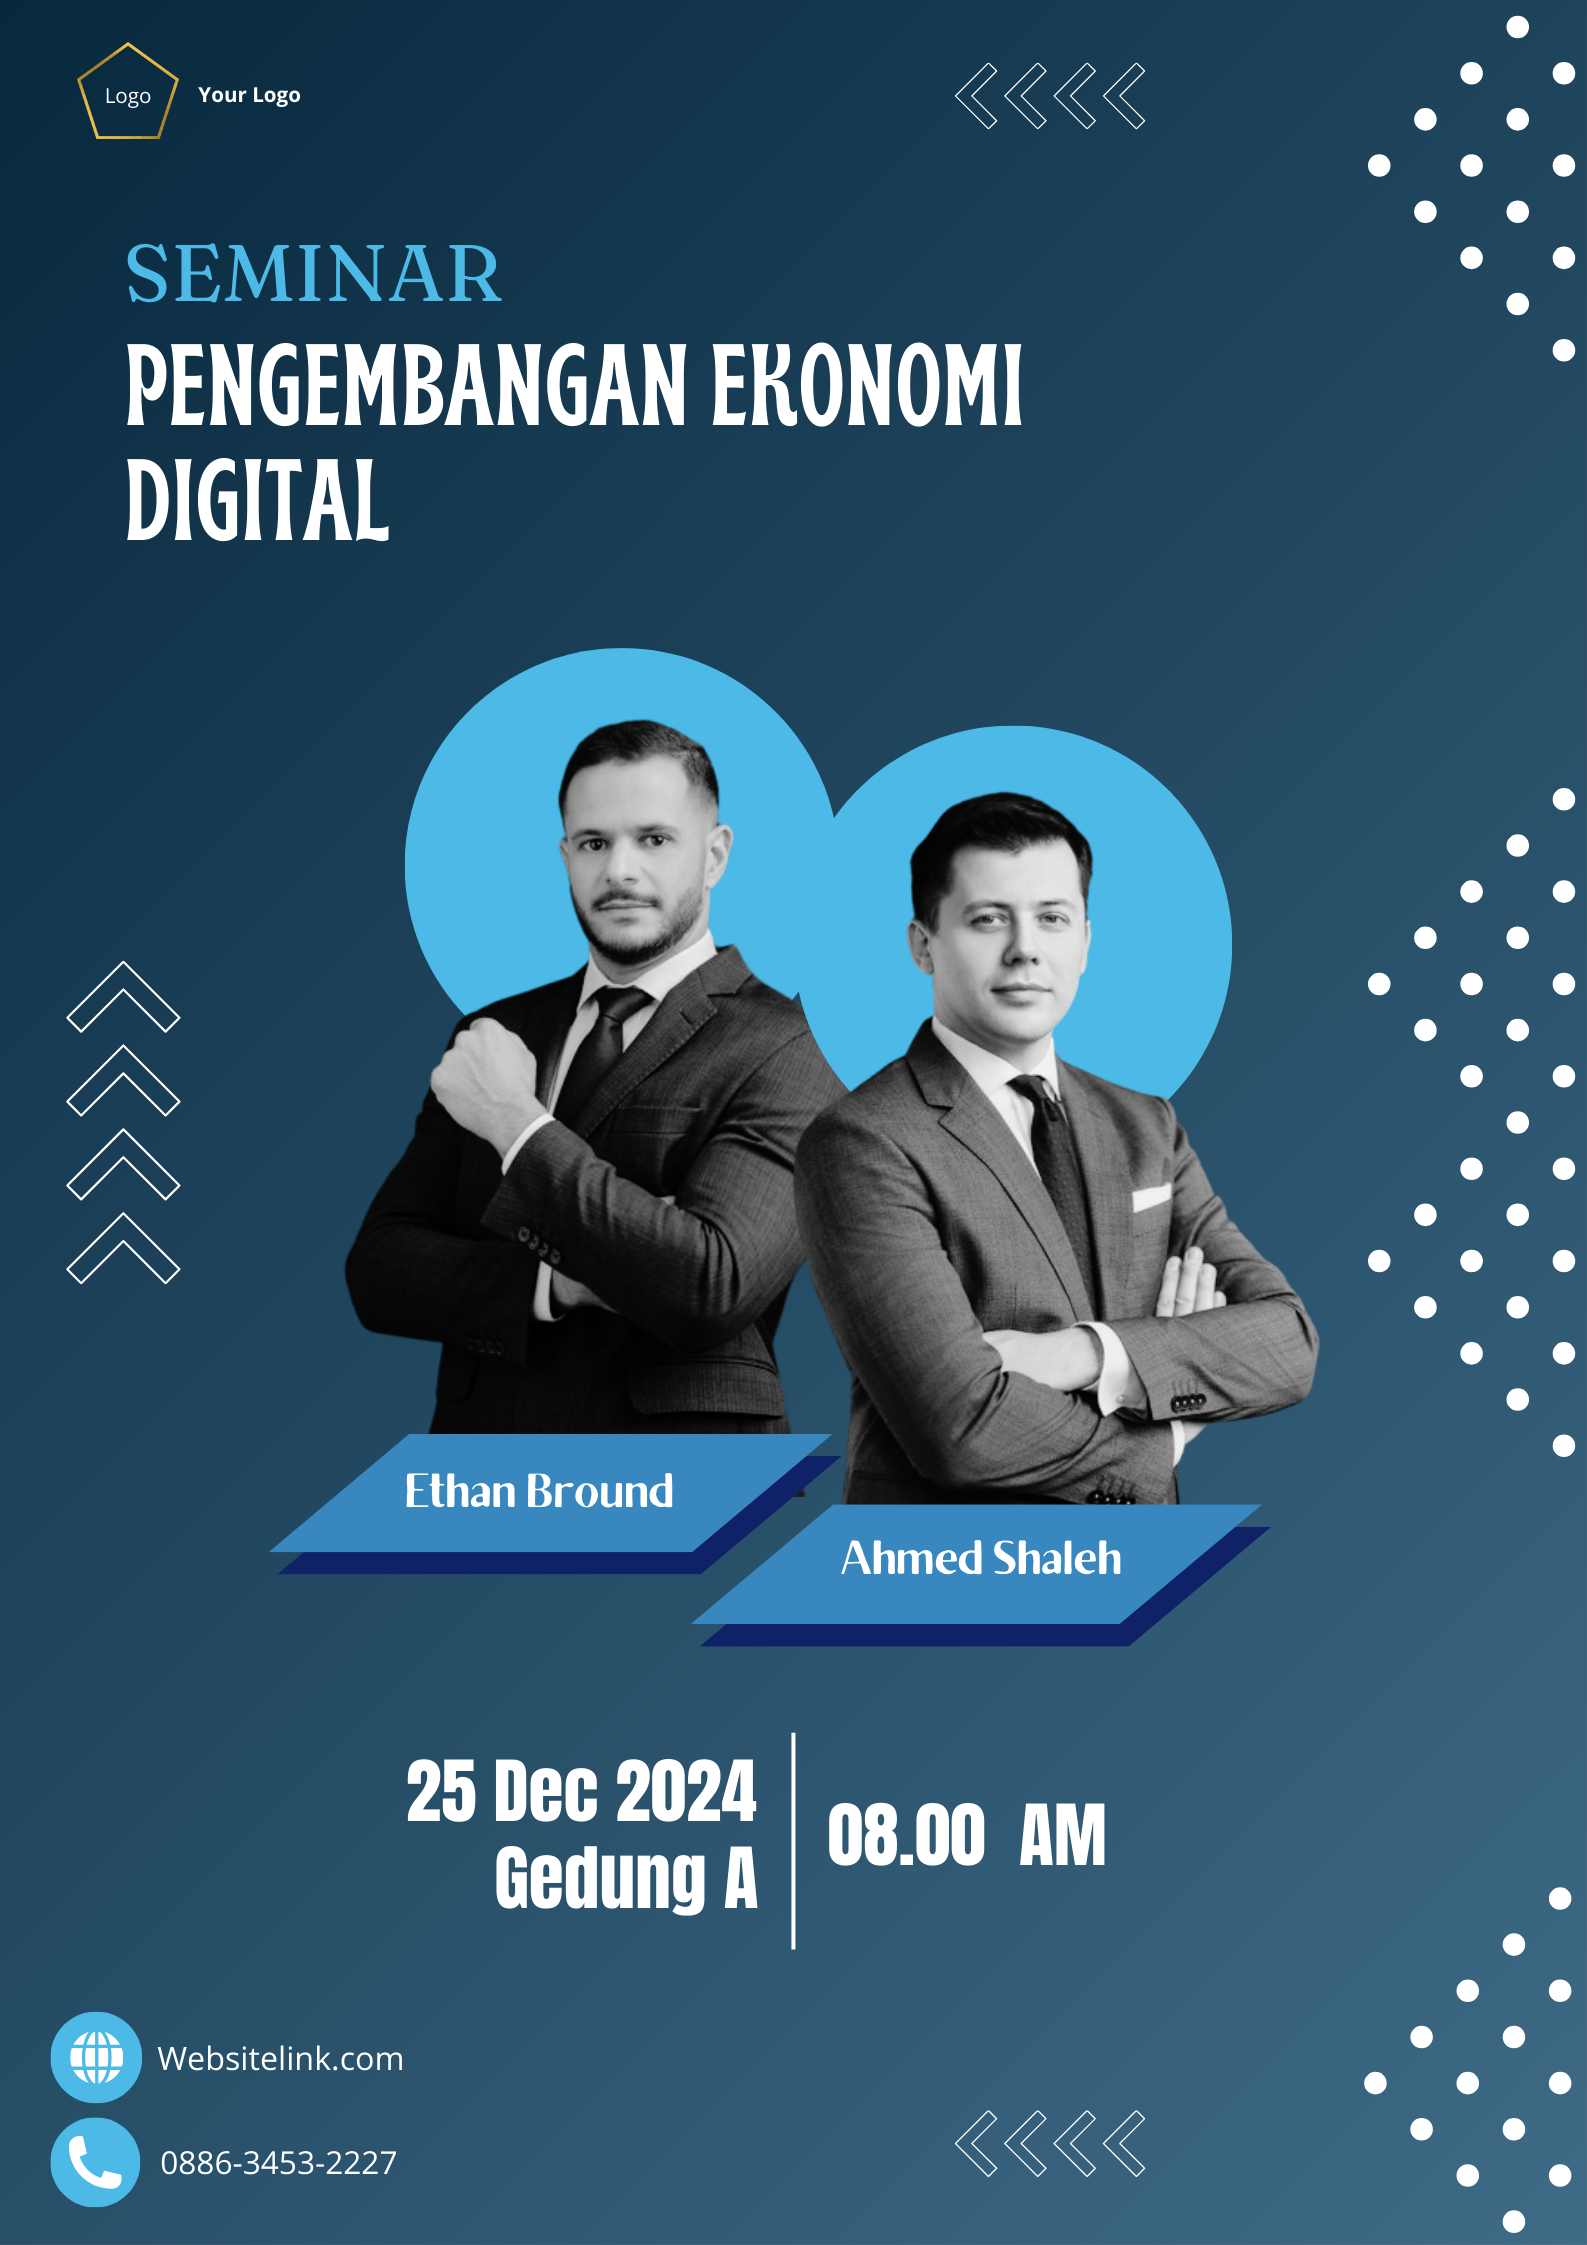 Logo
Your Logo
SEMINAR
PENGEMBANGAN EKONOMI
DIGITAL
Ethan Bround
Ahmed Shaleh
25 Dec 2024
Gedung A
08.00 AM
Websitelink.com
0886-3453-2227